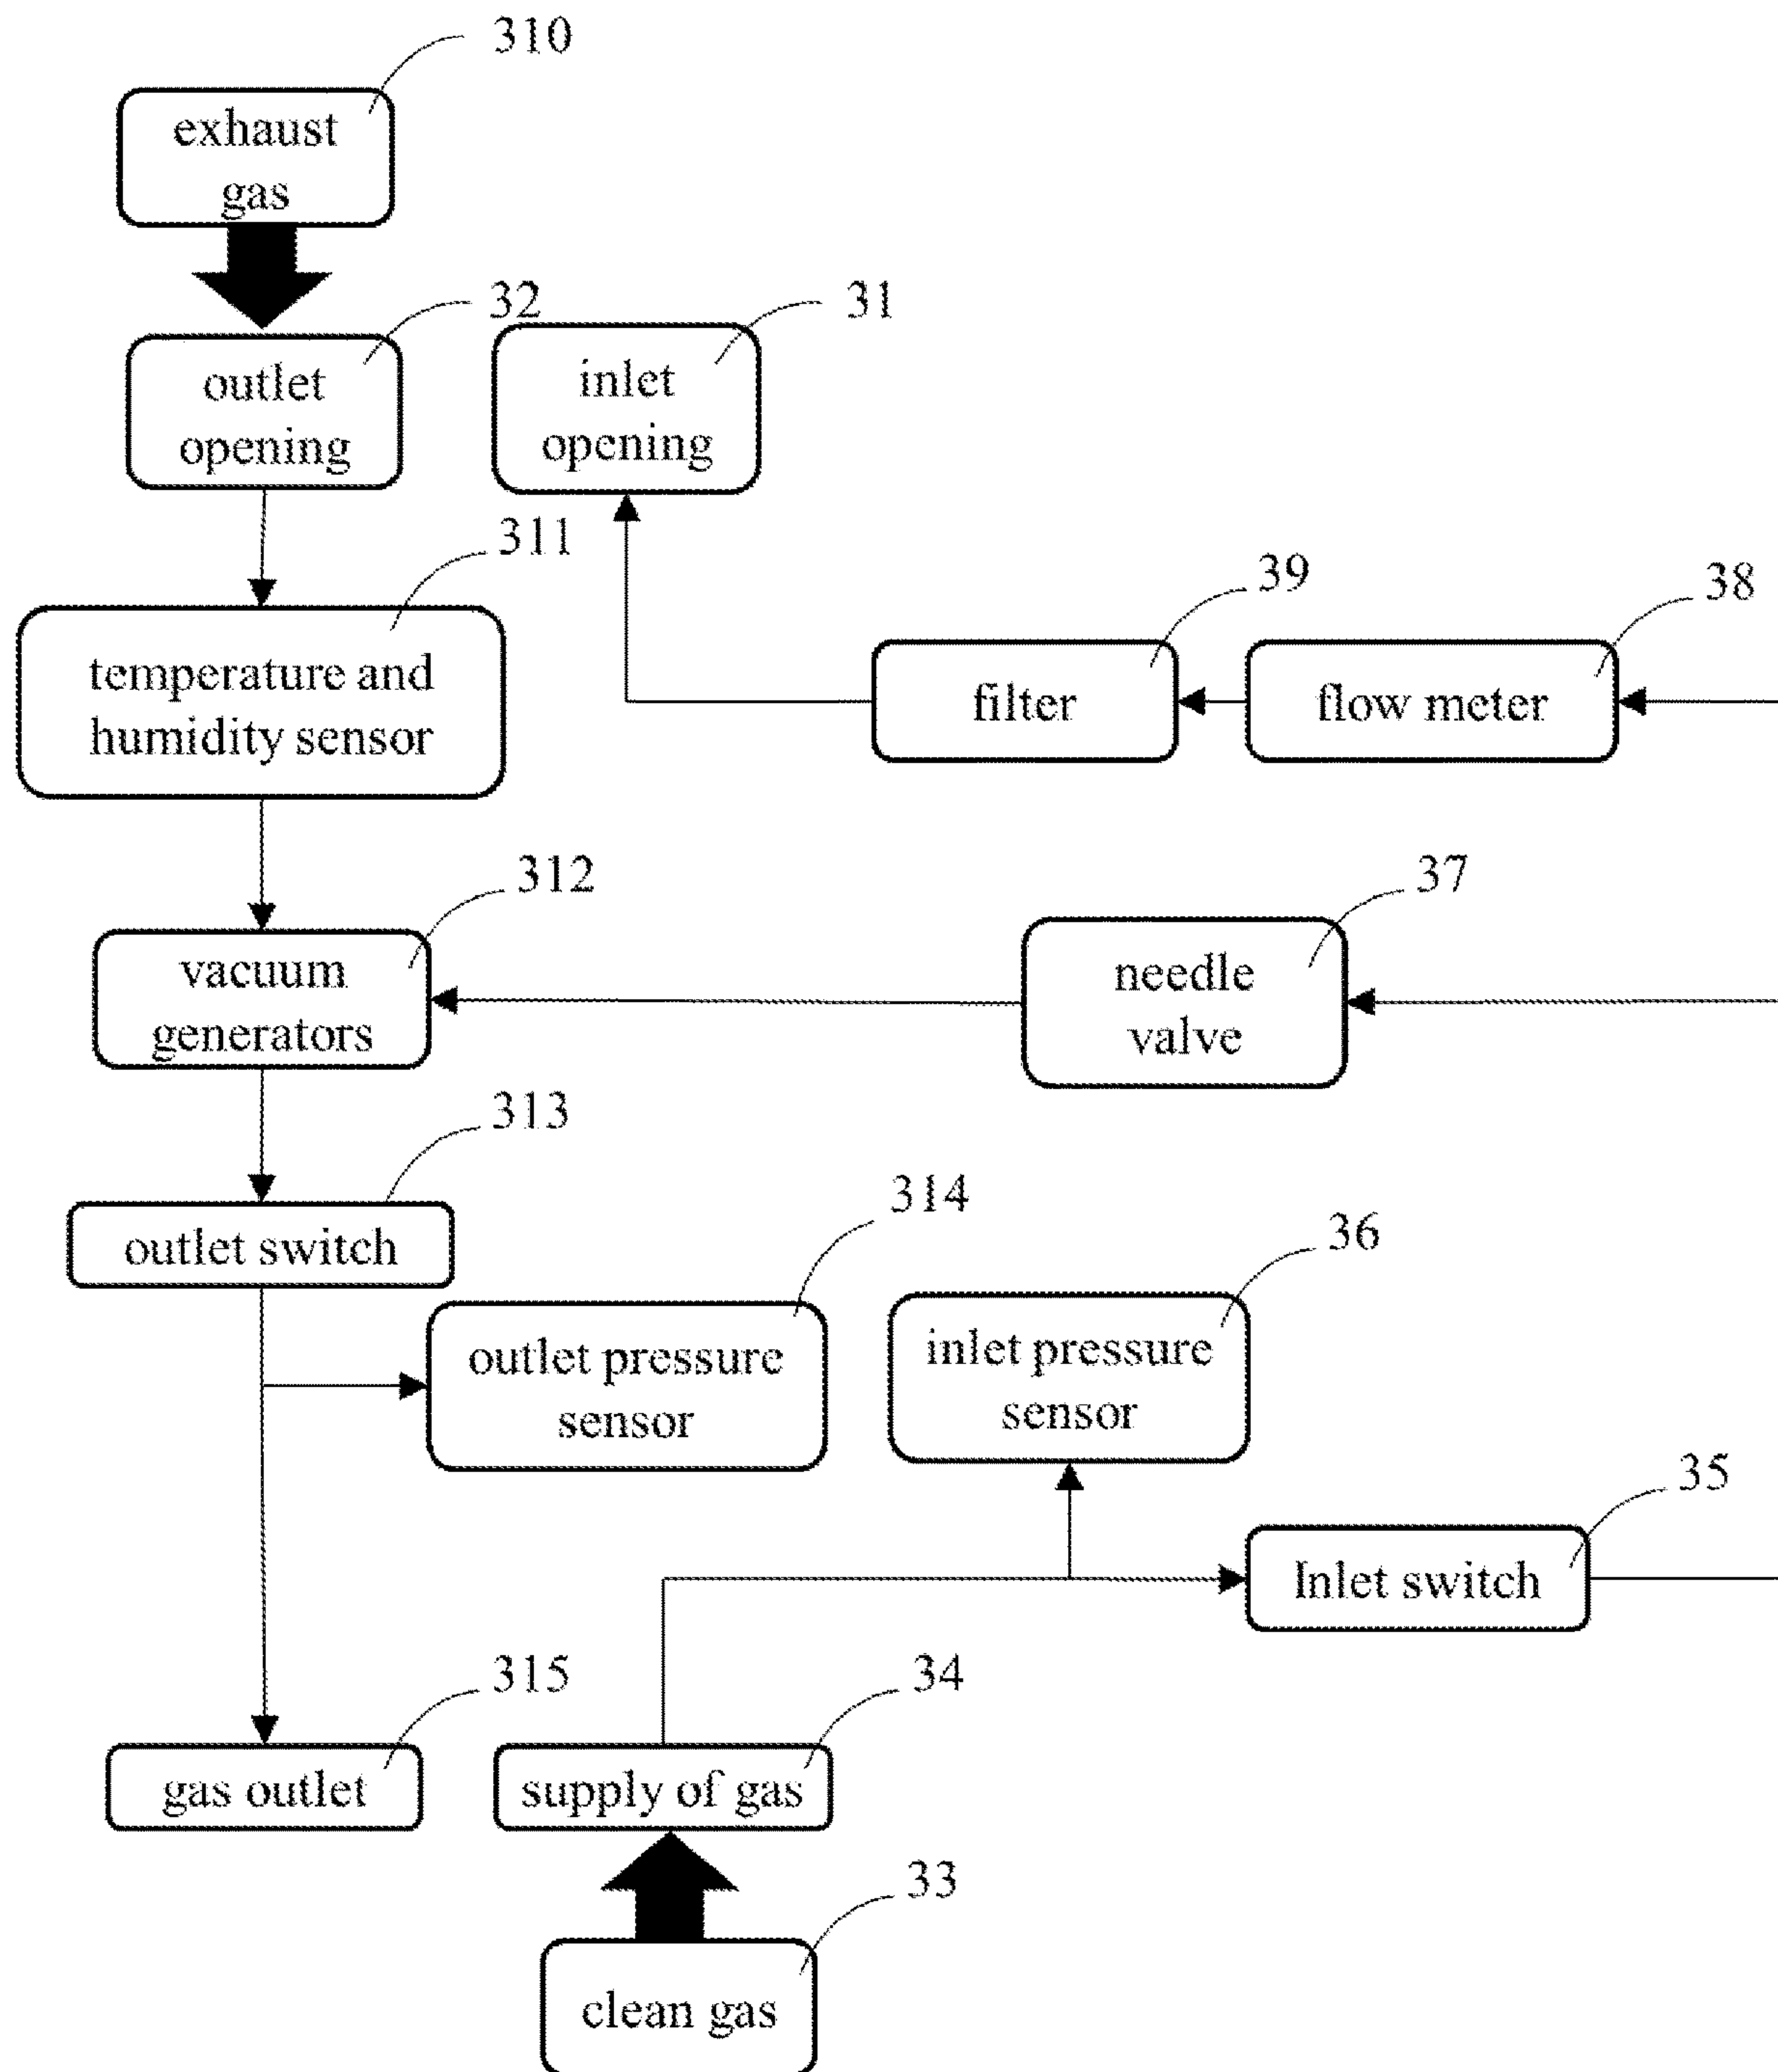 310
exhaust
gas
32
31
outlet
opening
inlet
opening
311
39
38
temperature and
humidity sensor
filter
flow meter
312
37
vacuum
generators
needle
valve
313
314
36
outlet switch
outlet pressure
sensor
inlet pressure
sensor
35
Inlet switch
315
34
gas outlet
supply of gas
33
clean gas